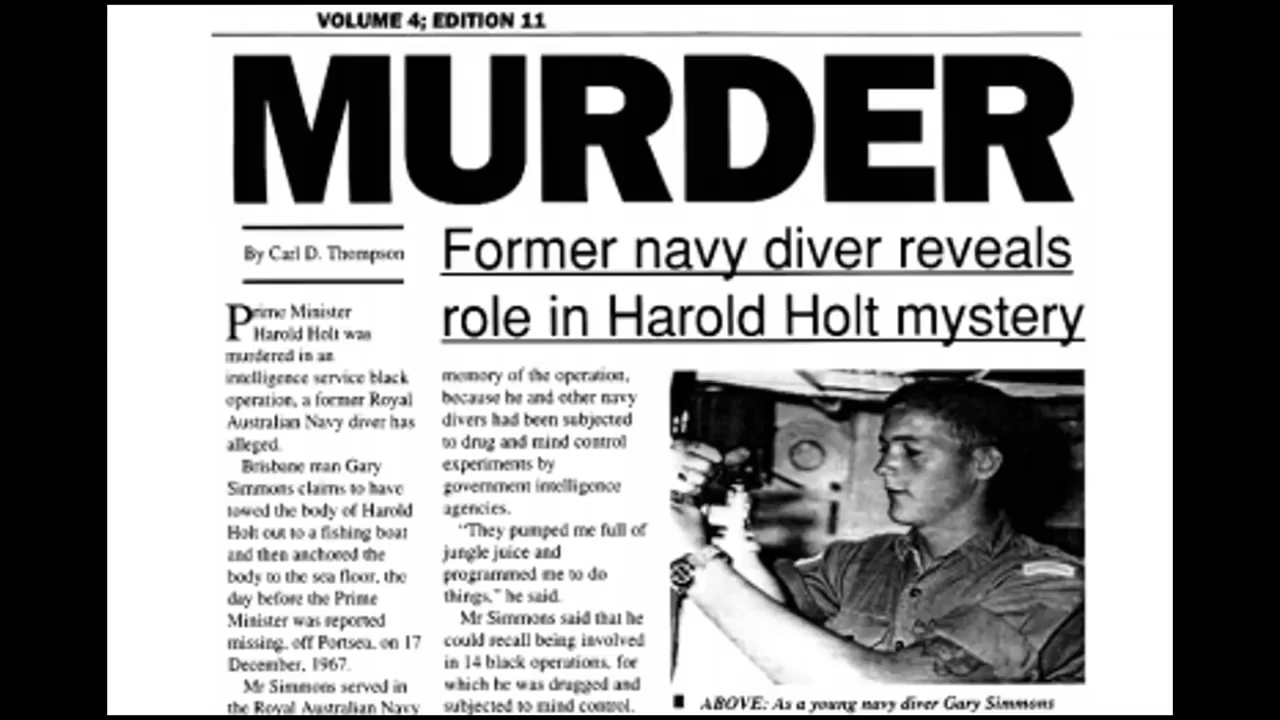 VOLUME 4; EDITION 11
MURDER
By Carl D. Thompson
Former navy diver reveals
role in Harold Holt mystery
Prime Minister
Harold Holt was
murdered in an
intelligence service black
operation, a former Royal
Australian Navy diver has
alleged.
Brisbane man Gary
Simmons claims to have
towed the body of Harold
Holt out to a fishing boat
and then anchored the
body to the sea floor, the
day before the Prime
Minister was reported
missing, off Portsea, on 17
December, 1967.
Mr Simmons served in
the Royal Australian Navy
memory of the operation,
because he and other navy
divers had been subjected
to drug and mind control
experiments by
government intelligence
agencies.
"They pumped me full of
jungle juice and
programmed me to do
things," he said.
Mr Simmons said that he
could recall being involved
in 14 black operations, for
which he was drugged and
subjected to mind control.
ABOVE: As a young navy diver Gary Simmons